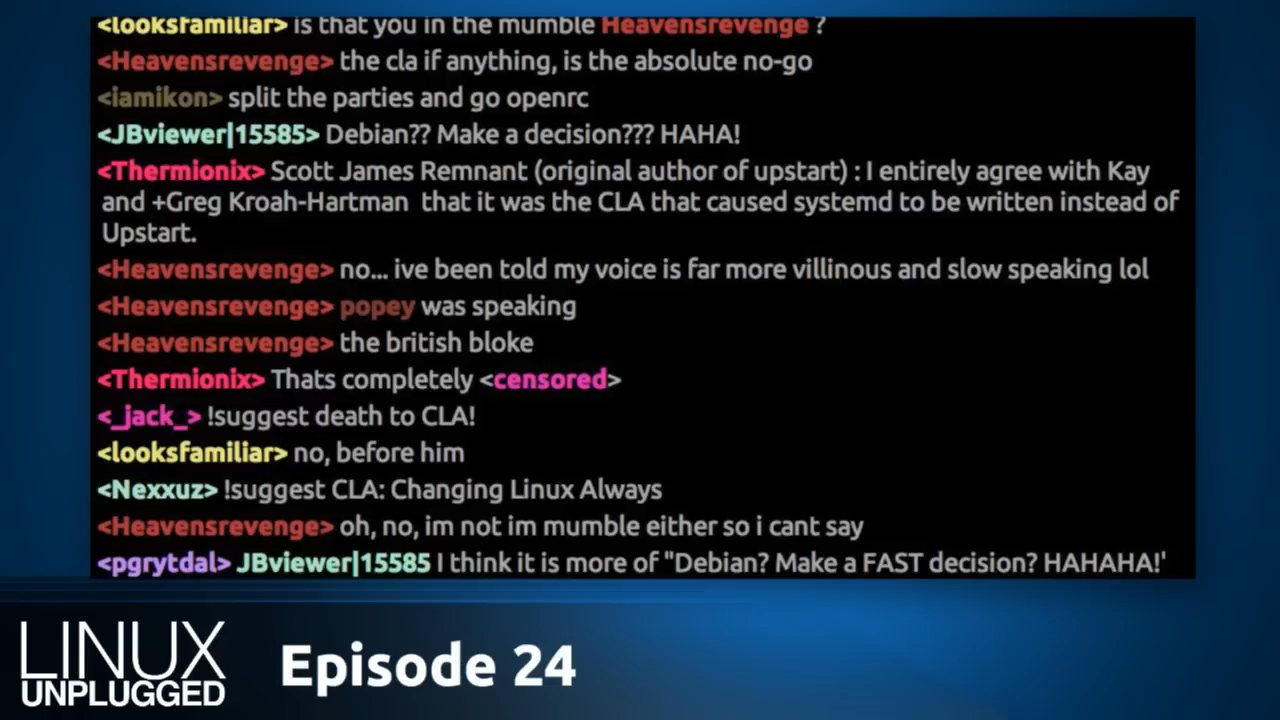 <looksfamiliar> is that you in the mumble Heavensrevenge ?
<Heavensrevenge> the cla if anything, is the absolute no-go
<iamikon> split the parties and go openrc
<JBviewer|15585> Debian?? Make a decision??? HAHA!
<Thermionix> Scott James Remnant (original author of upstart) : I entirely agree with Kay
and +Greg Kroah-Hartman  that it was the CLA that caused systemd to be written instead of
Upstart.
<Heavensrevenge> no... ive been told my voice is far more villinous and slow speaking lol
<Heavensrevenge> popey was speaking
<Heavensrevenge> the british bloke
<Thermionix> Thats completely <censored>
<_jack_> !suggest death to CLA!
<looksfamiliar> no, before him
<Nexxuz> !suggest CLA: Changing Linux Always
<Heavensrevenge> oh, no, im not im mumble either so i cant say
<pgrytdal> JBviewer|15585 I think it is more of "Debian? Make a FAST decision? HAHAHA!'
LINUX
UNPLUGGED
Episode 24